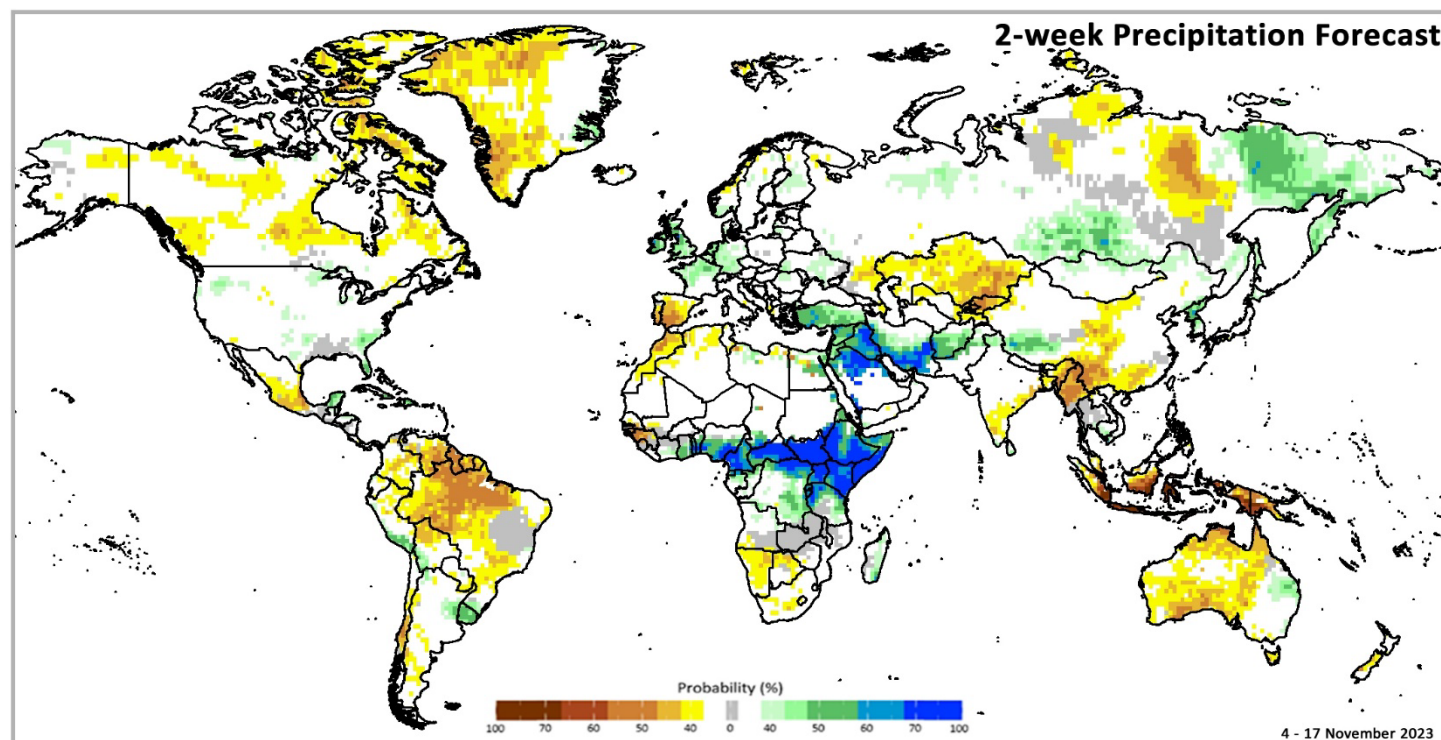 2-week Precipitation Forecast
Probability (%)
100 70 60 50 40 0 40 50 60 70 100
4 - 17 November 2023